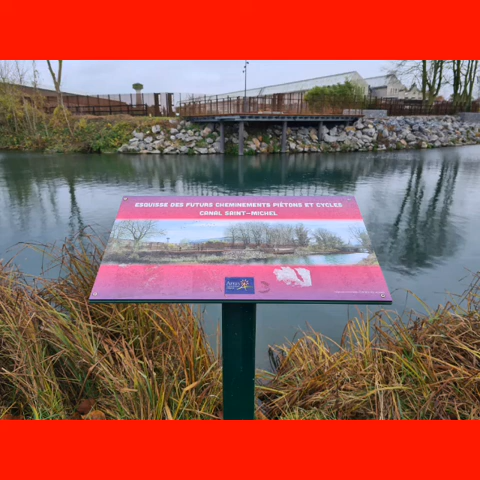 ESQUISSE DES FUTURS CHEMINEMENTS PIÉTONS ET CYCLES
CANAL SAINT-MICHEL